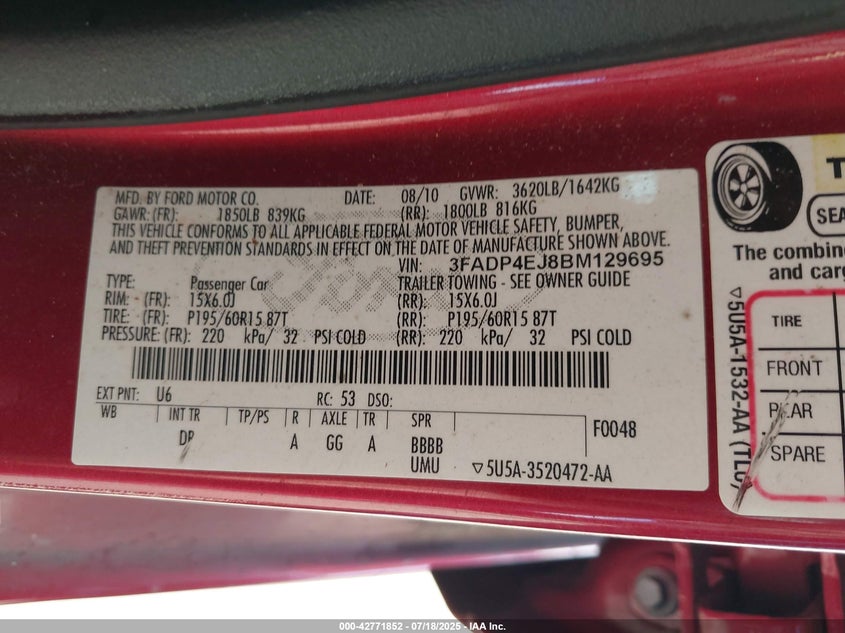 MFD. BY FORD MOTOR CO. DATE: 08/10 GVWR: 3620LB/1642KG
GAWR: (FR): 1850LB 839KG (RR): 1800LB 816KG
THIS VEHICLE CONFORMS TO ALL APPLICABLE FEDERAL MOTOR VEHICLE SAFETY, BUMPER,
AND THEFT PREVENTION STANDARDS IN EFFECT ON THE DATE OF MANUFACTURE SHOWN ABOVE.
VIN: 3FADP4EJ8BM129695
TYPE: Passenger Car TRAILER TOWING - SEE OWNER GUIDE
RIM: (FR): 15X6.0J (RR): 15X6.0J
TIRE: (FR): P195/60R15 87T (RR): P195/60R15 87T
PRESSURE: (FR): 220 kPa/ 32 PSI COLD (RR): 220 kPa/ 32 PSI COLD
EXT PNT: U6 RC: 53 DSO:
WB INT TR TP/PS R AXLE TR SPR F0048
DP A GG A BBBB
UMU ▽5U5A-3520472-AA
SEA
The combin
and carg
▽5U5A-1532-AA
TIRE
FRONT
REAR
SPARE
000-42771852 / 07/18/2025 - IAA Inc.